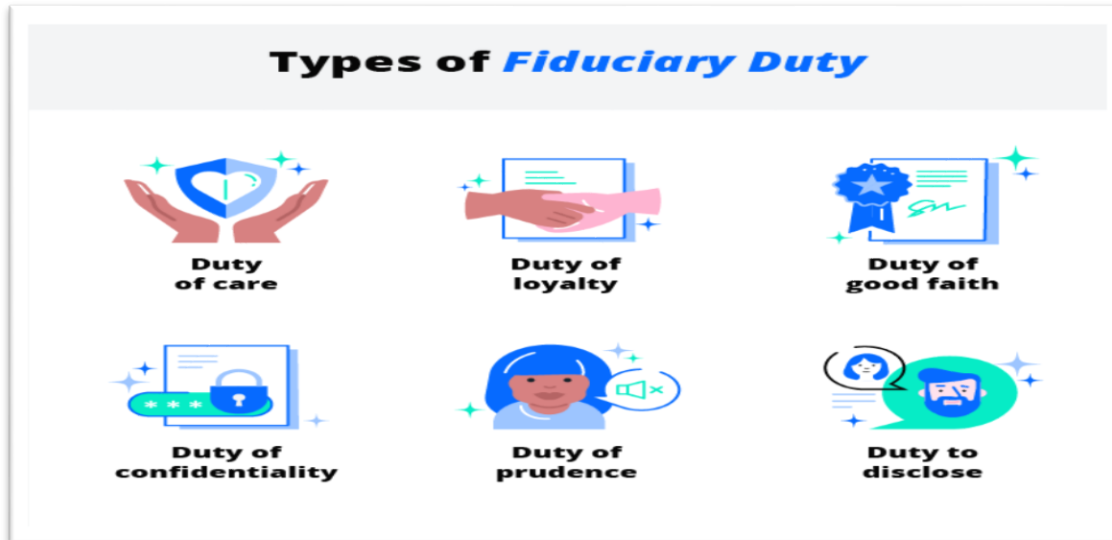 Types of Fiduciary Duty
Duty
of care
Duty of
loyalty
Duty of
good faith
Duty of
confidentiality
Duty of
prudence
Duty to
disclose